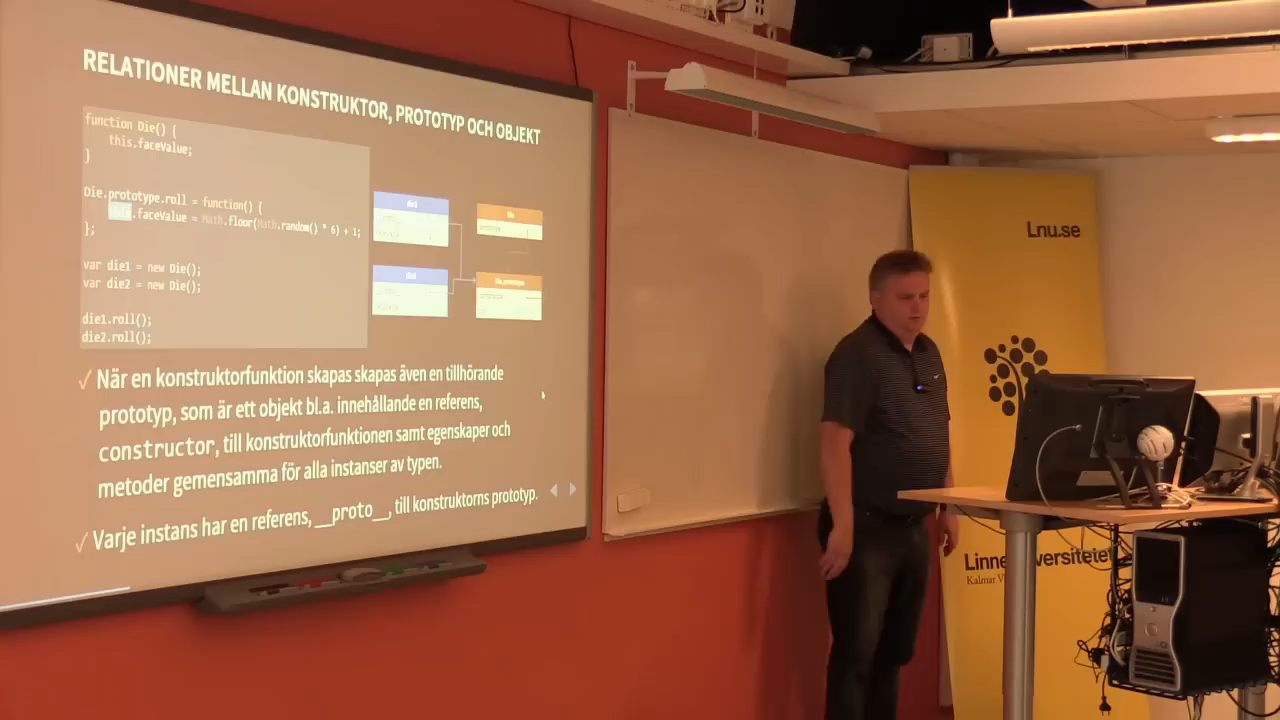 RELATIONER MELLAN KONSTRUKTOR, PROTOTYP OCH OBJEKT
function Die() {
this.faceValue;
}
Die.prototype.roll = function() {
this.faceValue = Math.floor(Math.random() * 6) + 1;
};
var die1 = new Die();
var die2 = new Die();
die1.roll();
die2.roll();
die1
Die
prototype
die2
Die.prototype
✓ När en konstruktorfunktion skapas skapas även en tillhörande
prototyp, som är ett objekt bl.a. innehållande en referens,
constructor, till konstruktorfunktionen samt egenskaper och
metoder gemensamma för alla instanser av typen.
✓ Varje instans har en referens, __proto__, till konstruktorns prototyp.
Lnu.se
Linne versitetet
Kalmar V